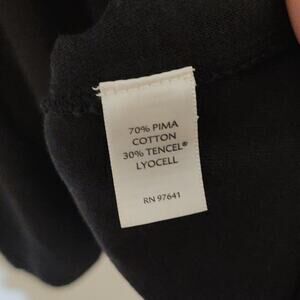 70% PIMA
COTTON
30% TENCEL®
LYOCELL
RN 97641